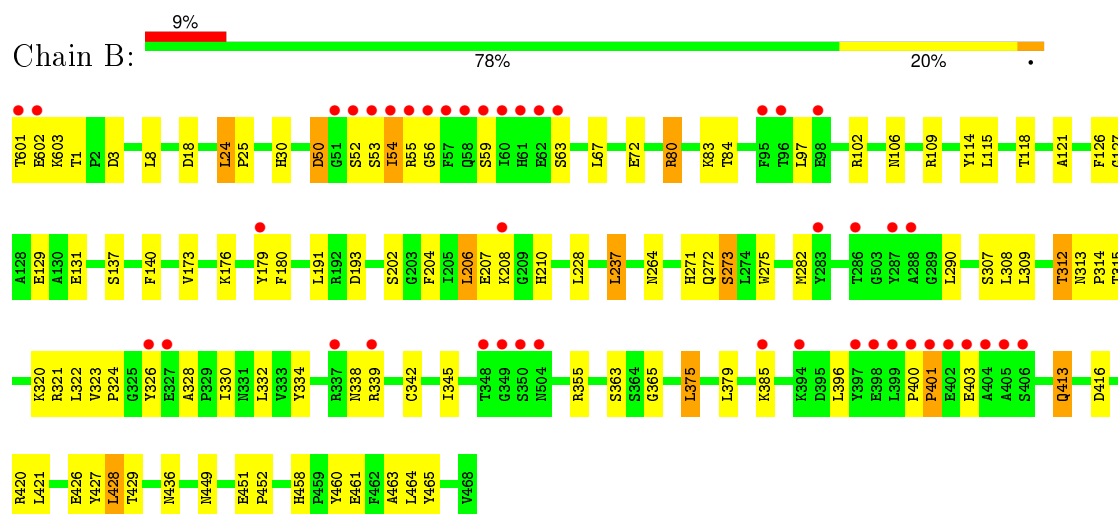 9%
Chain B:
78%
20%
•
T601 E602 K603 T1 P2 D3 L8 D18 L24 P25 H30 D50 G51 S52 S53 I54 R55 G56 F57 Q58 S59 I60 H61 E62 S63 L67 E72 R80 K83 T84 F95 T96 L97 E98 R102 N106 R109 Y114 L115 T118 A121 F126 G127
A128 E129 A130 E131 S137 F140 V173 K176 Y179 F180 L191 R192 D193 S202 G203 F204 I205 L206 E207 K208 G209 H210 L228 L237 N264 H271 Q272 S273 L274 W275 M282 Y283 T286 G503 Y287 A288 G289 L290 S307 L308 L309 T312 N313 P314 T315
K320 R321 L322 V323 P324 G325 Y326 E327 A328 P329 I330 N331 L332 V333 Y334 R337 N338 R339 C342 I345 T348 G349 S350 N504 R355 S363 S364 G365 L375 L379 K385 K394 D395 L396 Y397 E398 L399 P400 P401 E402 E403 A404 A405 S406 Q413 D416
R420 L421 E426 Y427 L428 T429 N436 N449 E451 P452 H458 P459 Y460 E461 F462 A463 L464 Y465 V468